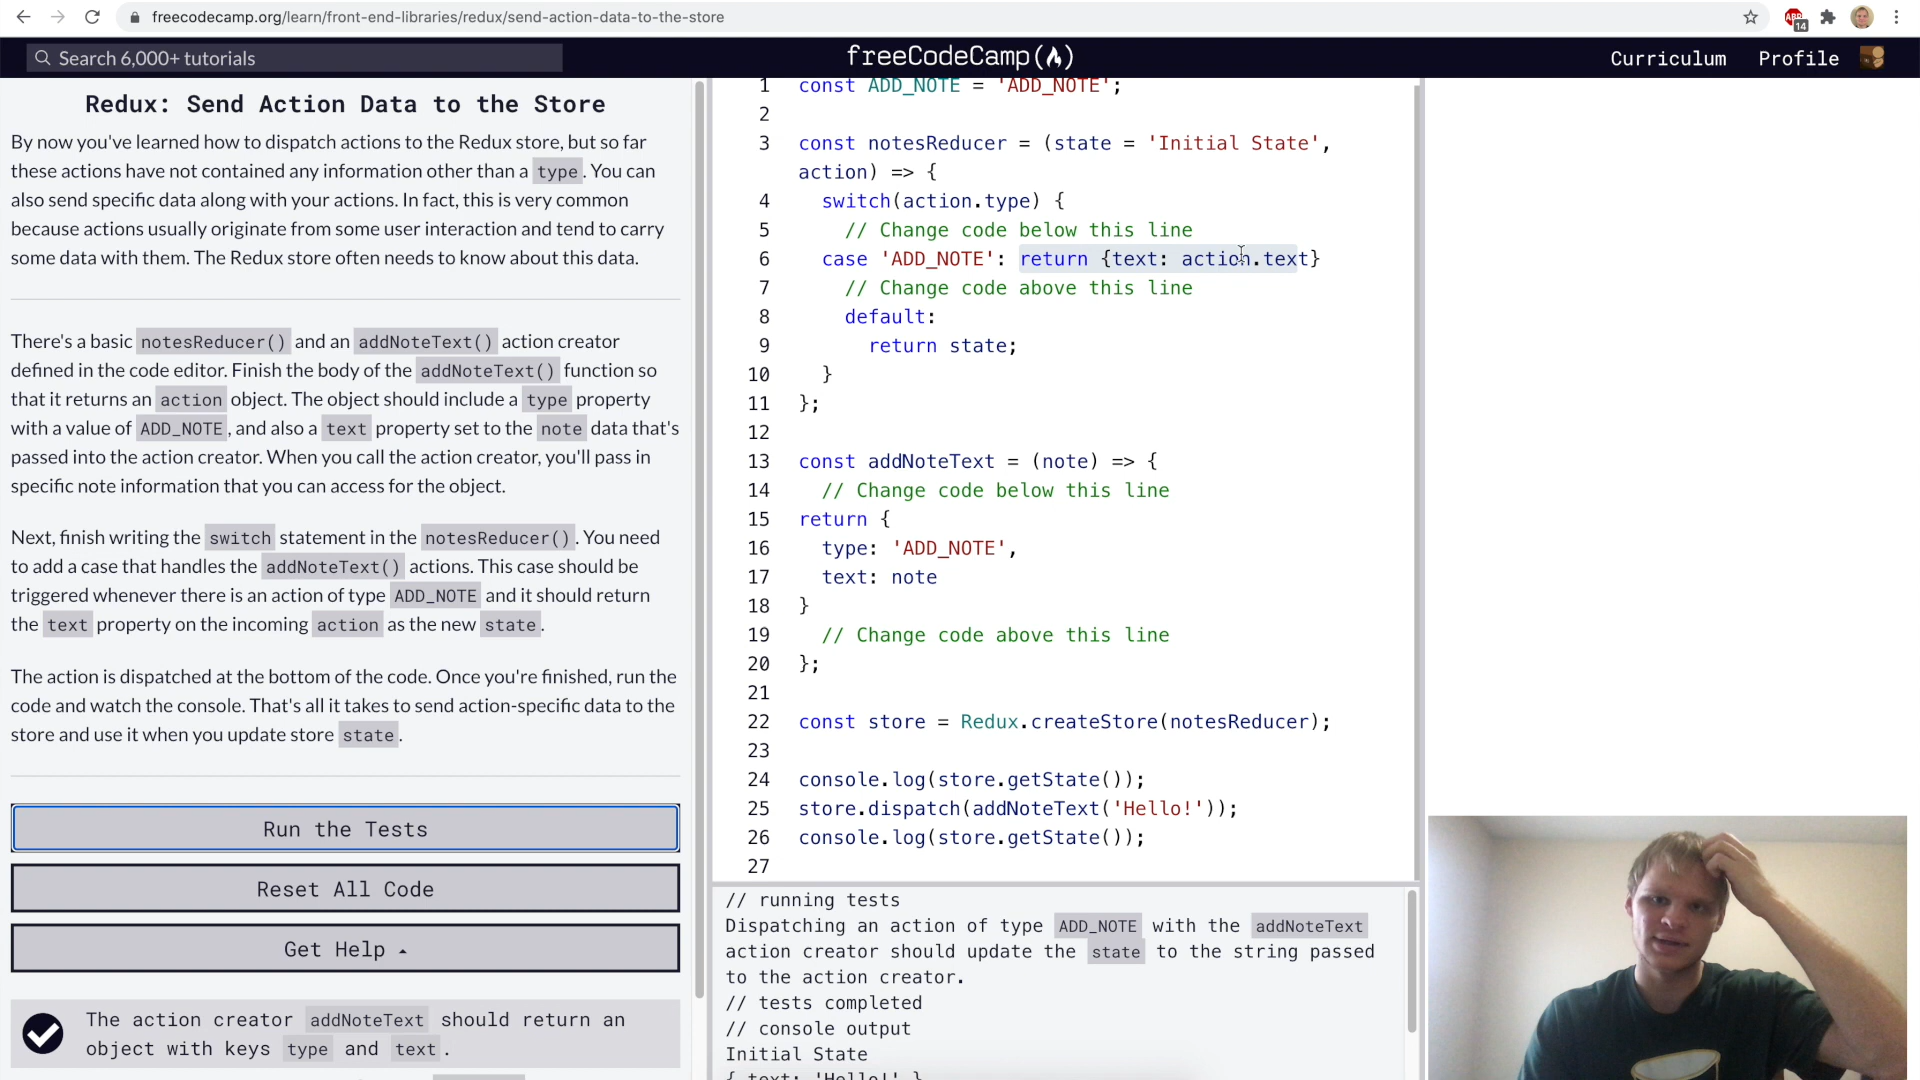 freecodecamp.org/learn/front-end-libraries/redux/send-action-data-to-the-store
ABP
14
Search 6,000+ tutorials
freeCodeCamp
Curriculum
Profile
Redux: Send Action Data to the Store
By now you've learned how to dispatch actions to the Redux store, but so far
these actions have not contained any information other than a type. You can
also send specific data along with your actions. In fact, this is very common
because actions usually originate from some user interaction and tend to carry
some data with them. The Redux store often needs to know about this data.
There's a basic notesReducer() and an addNoteText() action creator
defined in the code editor. Finish the body of the addNoteText() function so
that it returns an action object. The object should include a type property
with a value of ADD_NOTE, and also a text property set to the note data that's
passed into the action creator. When you call the action creator, you'll pass in
specific note information that you can access for the object.
Next, finish writing the switch statement in the notesReducer(). You need
to add a case that handles the addNoteText() actions. This case should be
triggered whenever there is an action of type ADD_NOTE and it should return
the text property on the incoming action as the new state.
The action is dispatched at the bottom of the code. Once you're finished, run the
code and watch the console. That's all it takes to send action-specific data to the
store and use it when you update store state.
Run the Tests
Reset All Code
Get Help
The action creator addNoteText should return an
object with keys type and text.
1 const ADD_NOTE = 'ADD_NOTE';
2
3 const notesReducer = (state = 'Initial State',
action) => {
4 switch(action.type) {
5 // Change code below this line
6 case 'ADD_NOTE': return {text: action.text}
7 // Change code above this line
8 default:
9 return state;
10 }
11 };
12
13 const addNoteText = (note) => {
14 // Change code below this line
15 return {
16 type: 'ADD_NOTE',
17 text: note
18 }
19 // Change code above this line
20 };
21
22 const store = Redux.createStore(notesReducer);
23
24 console.log(store.getState());
25 store.dispatch(addNoteText('Hello!'));
26 console.log(store.getState());
27
// running tests
Dispatching an action of type ADD_NOTE with the addNoteText
action creator should update the state to the string passed
to the action creator.
// tests completed
// console output
Initial State
{ text: 'Hello!' }